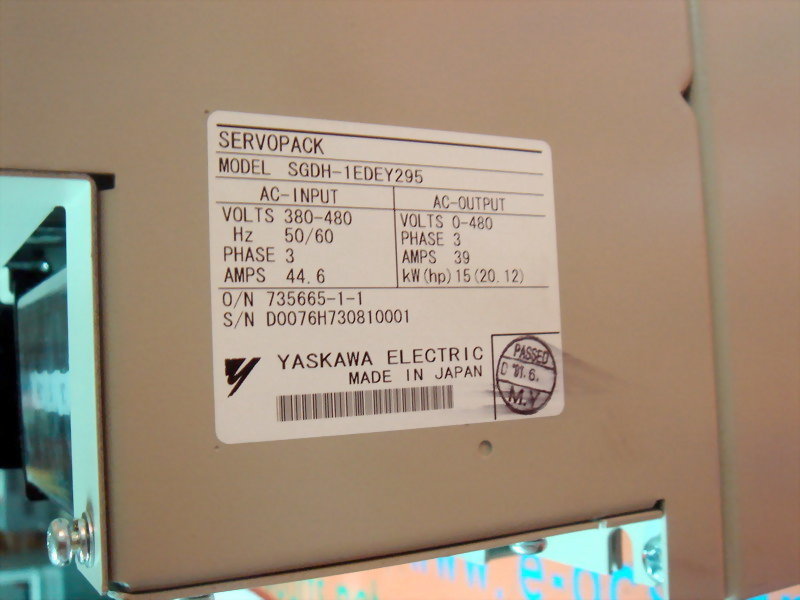 SERVOPACK
MODEL SGDH-1EDEY295
AC-INPUT
VOLTS 380-480
Hz 50/60
PHASE 3
AMPS 44.6
AC-OUTPUT
VOLTS 0-480
PHASE 3
AMPS 39
kW(hp) 15(20.12)
O/N 735665-1-1
S/N D0076H730810001
YASKAWA ELECTRIC
MADE IN JAPAN
PASSED
M.Y
www.e-oc